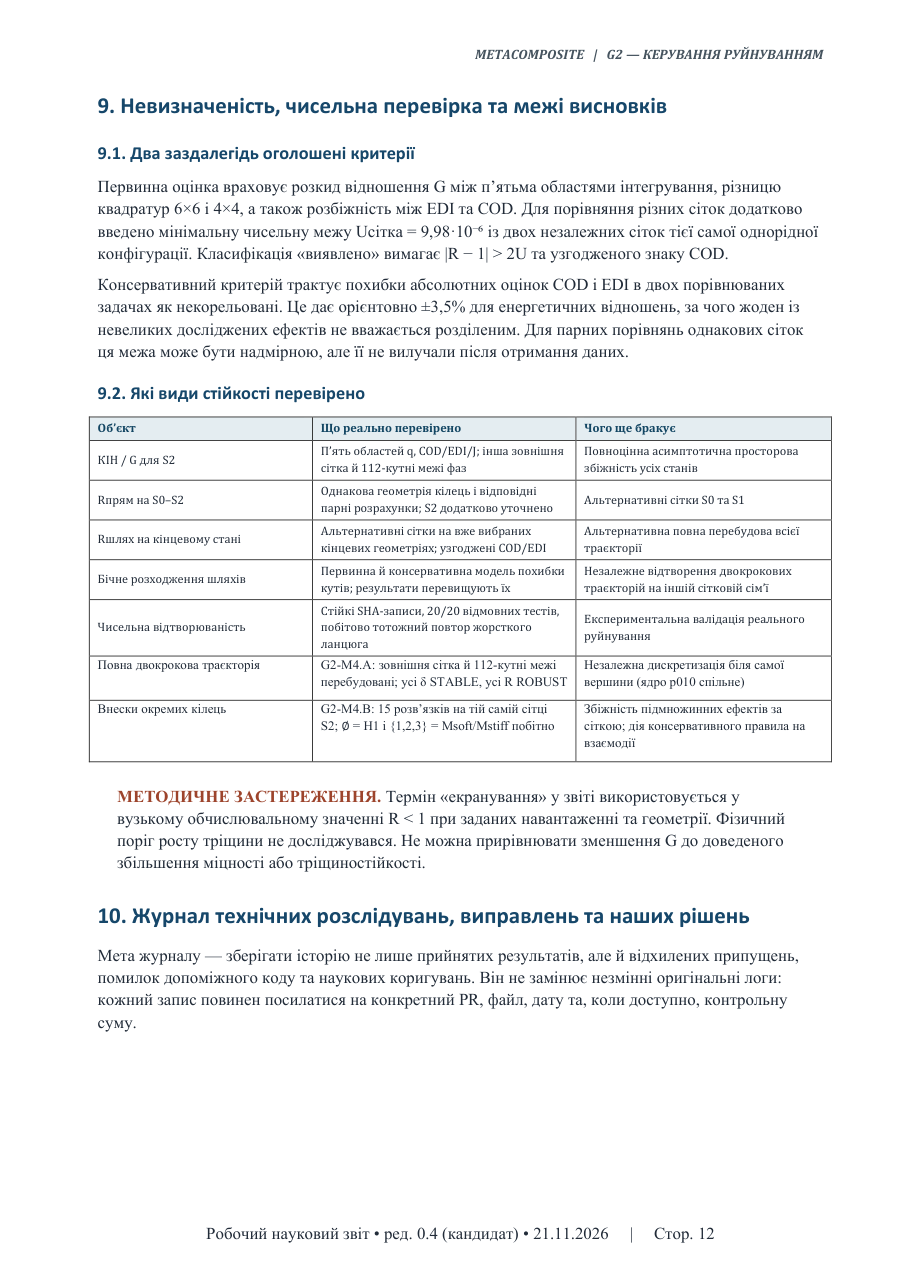 METACOMPOSITE | G2 — КЕРУВАННЯ РУЙНУВАННЯМ
9. Невизначеність, чисельна перевірка та межі висновків
9.1. Два заздалегідь оголошені критерії
Первинна оцінка враховує розкид відношення G між п’ятьма областями інтегрування, різницю
квадратур 6×6 і 4×4, а також розбіжність між EDI та COD. Для порівняння різних сіток додатково
введено мінімальну чисельну межу Uсітка = 9,98·10⁻⁶ із двох незалежних сіток тієї самої однорідної
конфігурації. Класифікація «виявлено» вимагає |R − 1| > 2U та узгодженого знаку COD.
Консервативний критерій трактує похибки абсолютних оцінок COD і EDI в двох порівнюваних
задачах як некорельовані. Це дає орієнтовно ±3,5% для енергетичних відношень, за чого жоден із
невеликих досліджених ефектів не вважається розділеним. Для парних порівнянь однакових сіток
ця межа може бути надмірною, але її не вилучали після отримання даних.
9.2. Які види стійкості перевірено
Об’єкт
Що реально перевірено
Чого ще бракує
КІН / G для S2
П’ять областей q, COD/EDI/J; інша зовнішня
сітка й 112-кутні межі фаз
Повноцінна асимптотична просторова
збіжність усіх станів
Rпрям на S0–S2
Однакова геометрія кілець і відповідні
парні розрахунки; S2 додатково уточнено
Альтернативні сітки S0 та S1
Rшлях на кінцевому стані
Альтернативні сітки на вже вибраних
кінцевих геометріях; узгоджені COD/EDI
Альтернативна повна перебудова всієї
траєкторії
Бічне розходження шляхів
Первинна й консервативна модель похибки
кутів; результати перевищують їх
Незалежне відтворення двокрокових
траєкторій на іншій сітковій сім’ї
Чисельна відтворюваність
Стійкі SHA-записи, 20/20 відмовних тестів,
побітово тотожний повтор жорсткого
ланцюга
Експериментальна валідація реального
руйнування
Повна двокрокова траєкторія
G2-M4.A: зовнішня сітка й 112-кутні межі
перебудовані; усі δ STABLE, усі R ROBUST
Незалежна дискретизація біля самої
вершини (ядро p010 спільне)
Внески окремих кілець
G2-M4.B: 15 розв’язків на тій самій сітці
S2; ∅ = H1 і {1,2,3} = Msoft/Mstiff побітно
Збіжність підмножинних ефектів за
сіткою; дія консервативного правила на
взаємодії
МЕТОДИЧНЕ ЗАСТЕРЕЖЕННЯ. Термін «екранування» у звіті використовується у
вузькому обчислювальному значенні R < 1 при заданих навантаженні та геометрії. Фізичний
поріг росту тріщини не досліджувався. Не можна прирівнювати зменшення G до доведеного
збільшення міцності або тріщиностійкості.
10. Журнал технічних розслідувань, виправлень та наших рішень
Мета журналу — зберігати історію не лише прийнятих результатів, але й відхилених припущень,
помилок допоміжного коду та наукових коригувань. Він не замінює незмінні оригінальні логи:
кожний запис повинен посилатися на конкретний PR, файл, дату та, коли доступно, контрольну
суму.
Робочий науковий звіт • ред. 0.4 (кандидат) • 21.11.2026 | Стор. 12